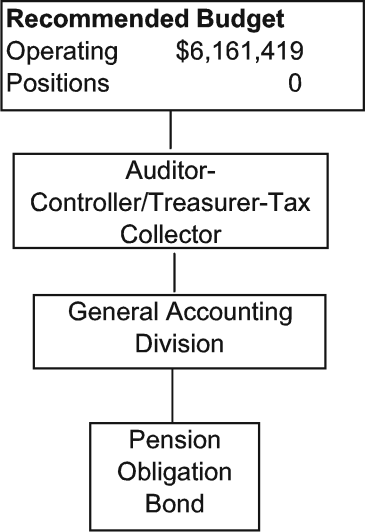 Recommended Budget
Operating $6,161,419
Positions 0
Auditor-
Controller/Treasurer-Tax
Collector
General Accounting
Division
Pension
Obligation
Bond